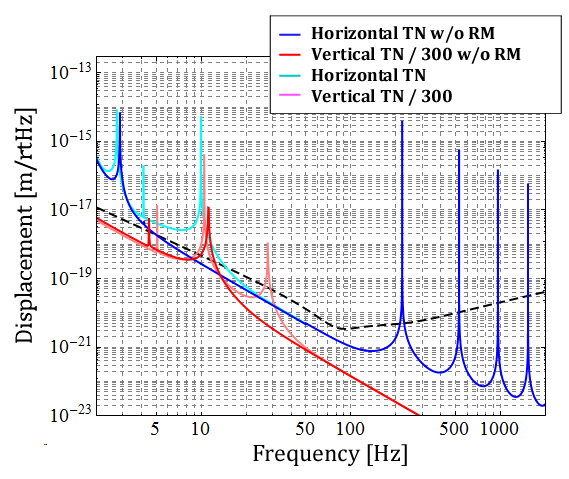 Horizontal TN w/o RM
Vertical TN / 300 w/o RM
Horizontal TN
Vertical TN / 300
Displacement [m/rtHz]
10−13
10−15
10−17
10−19
10−21
10−23
5 10 50 100 500 1000
Frequency [Hz]